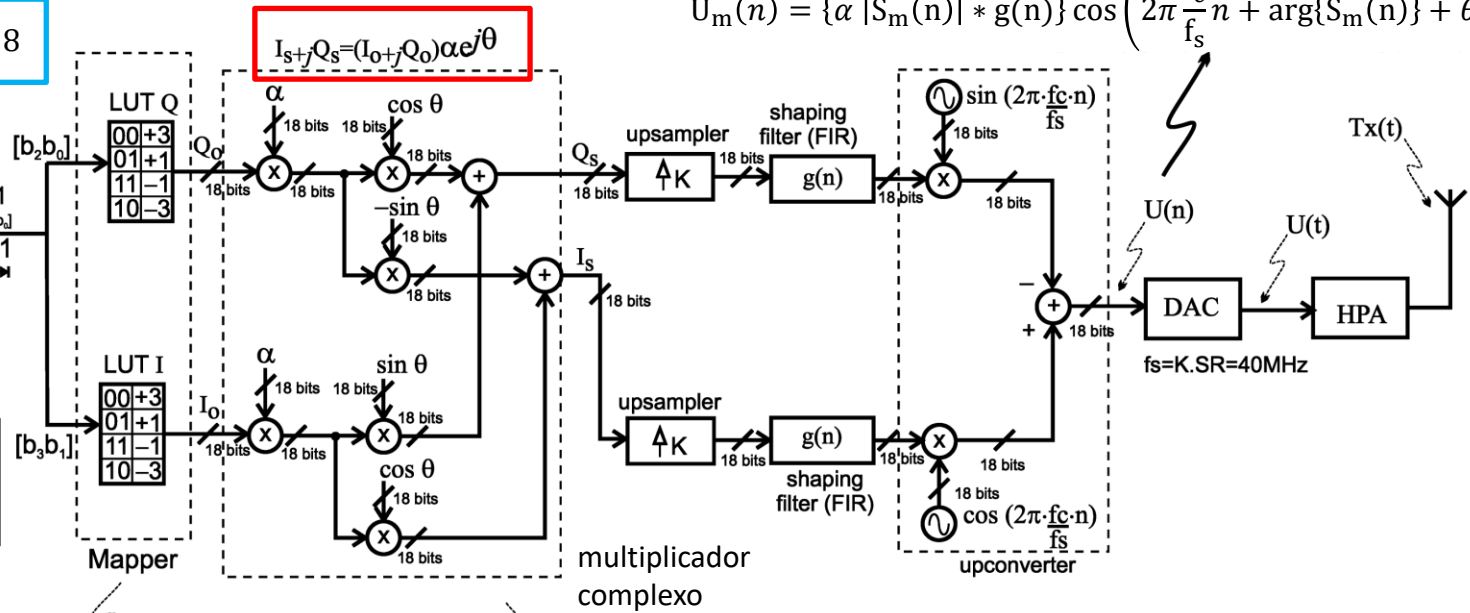 U_m(n) = {α |S_m(n)| ∗ g(n)} cos ( 2π n/f_s + arg{S_m(n)} + θ
8
I_s+jQ_s=(I_o+jQ_o)αe^jθ
LUT Q
00 +3
01 +1
11 –1
10 –3
[b₂b₀]
Q_o
18 bits
α
18 bits
18 bits
cos θ
18 bits
18 bits
–sin θ
18 bits
18 bits
Q_s
18 bits
I_s
18 bits
upsampler
↑K
18 bits
shaping
filter (FIR)
g(n)
18 bits
sin (2π·fc/fs·n)
18 bits
18 bits
1
1
LUT I
00 +3
01 +1
11 –1
10 –3
[b₃b₁]
I_o
18 bits
α
18 bits
18 bits
sin θ
18 bits
18 bits
cos θ
18 bits
18 bits
upsampler
↑K
18 bits
g(n)
18 bits
shaping
filter (FIR)
18 bits
18 bits
cos (2π·fc/fs·n)
–
+
+
18 bits
U(n)
DAC
fs=K.SR=40MHz
U(t)
HPA
Tx(t)
Mapper
multiplicador
complexo
upconverter